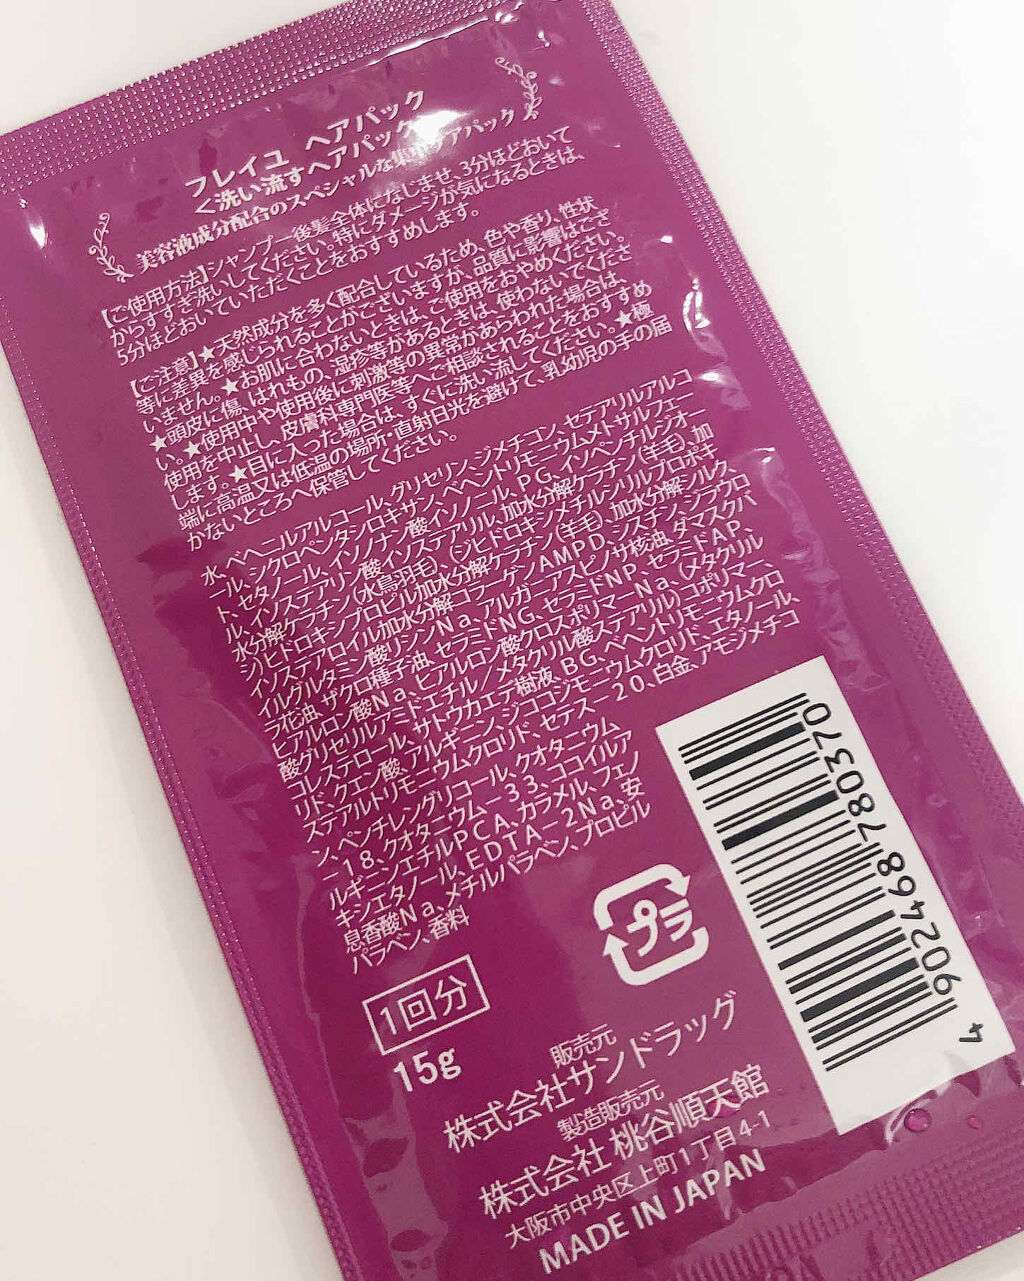 フレイユ ヘアパック
＜洗い流すヘアパック
美容液成分配合のスペシャルな集中ヘアパック
【ご使用方法】シャンプー後髪全体になじませ、3分ほどおいて
からすすぎ洗いしてください。特にダメージが気になるときは、
5分ほどおいていただくことをおすすめします。
【ご注意】★天然成分を多く配合しているため、色や香り、性状
等に差異を感じられることがございますが、品質に影響はござ
いません。★お肌に合わないときは、ご使用をおやめください。
★頭皮に傷、はれもの、湿疹等があるときは、使わないでくださ
い。★使用中や使用後に刺激等の異常があらわれた場合は、
使用を中止し、皮膚科専門医等へご相談されることをおすすめ
します。★目に入った場合は、すぐに洗い流してください。★極
端に高温又は低温の場所・直射日光を避けて、乳幼児の手の届
かないところへ保管してください。
水、ベヘニルアルコール、グリセリン、ジメチコン、セテアリルアルコ
ール、シクロペンタシロキサン、ベヘントリモニウムメトサルフェー
ト、セタノール、イソノナン酸イソノニル、PG、イソペンチルジオー
ル、イソステアリン酸イソステアリル、加水分解ケラチン(羊毛)、加
水分解ケラチン(水鳥羽毛)、(ジヒドロキシメチルシリルプロポキ
シ)ヒドロキシプロピル加水分解ケラチン(羊毛)、加水分解シルク、
イソステアロイル加水分解コラーゲンAMPD、シスチン、ジラウロ
イルグルタミン酸リシンNa、アルガーアスピノサ核油、ダマスクバ
ラ花油、ザクロ種子油、セラミドNG、セラミドNP、セラミドAP、
ヒアルロン酸Na、ヒアルロン酸クロスポリマーNa、(メタクリル
酸グリセリルアミドエチル/メタクリル酸ステアリル)コポリマー、
コレステロール、サトウカエデ樹液、BG、ベヘントリモニウムクロ
リド、クエン酸、アルギニン、ジココジモニウムクロリド、エタノール、
ステアルトリモニウムクロリド、セテス-20、白金、アモジメチコ
ン、ペンチレングリコール、クオタニウム
-18、クオタニウム-33、ココイルア
ルギニンエチルPCA、カラメル、フェノ
キシエタノール、EDTA-2Na、安
息香酸Na、メチルパラベン、プロピル
パラベン、香料
プラ
1回分
15g
販売元
株式会社サンドラッグ
製造販売元
株式会社 桃谷順天館
大阪市中央区上町1丁目4-1
MADE IN JAPAN
902468780370
4